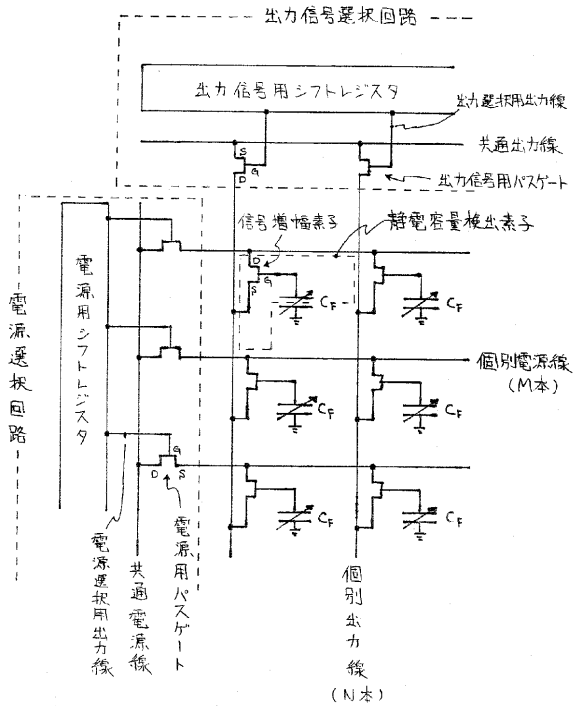 出力信号選択回路
出力信号用シフトレジスタ
出力選択用出力線
共通出力線
S
G
D
出力信号用パスゲート
信号増幅素子
静電容量検出素子
電源選択回路
電源用シフトレジスタ
D
G
S
CF
CF
個別電源線
(M本)
CF
CF
G
D
S
CF
CF
電源選択用出力線
共通電源線
電源用パスゲート
個別出力線
(N本)